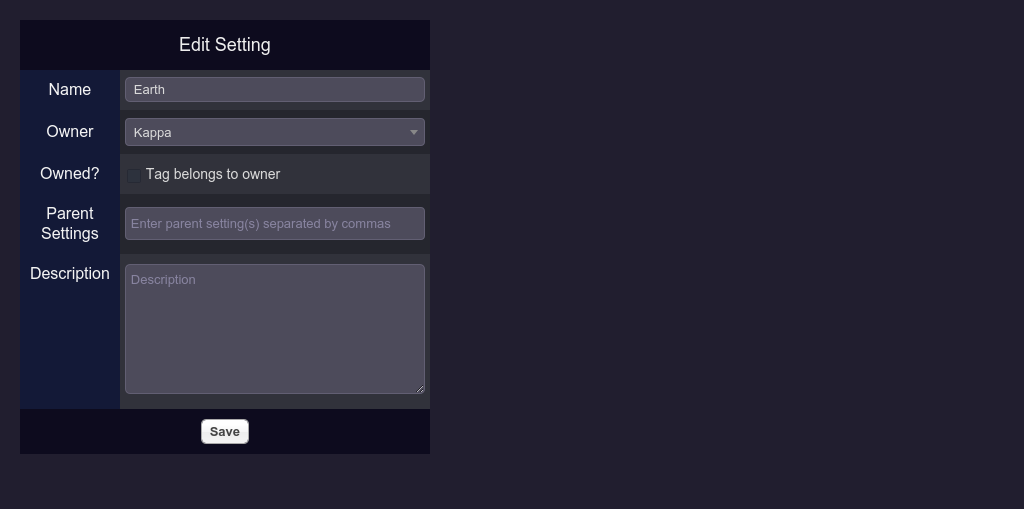 Edit Setting
Name
Earth
Owner
Kappa
Owned?
Tag belongs to owner
Parent
Settings
Enter parent setting(s) separated by commas
Description
Description
Save